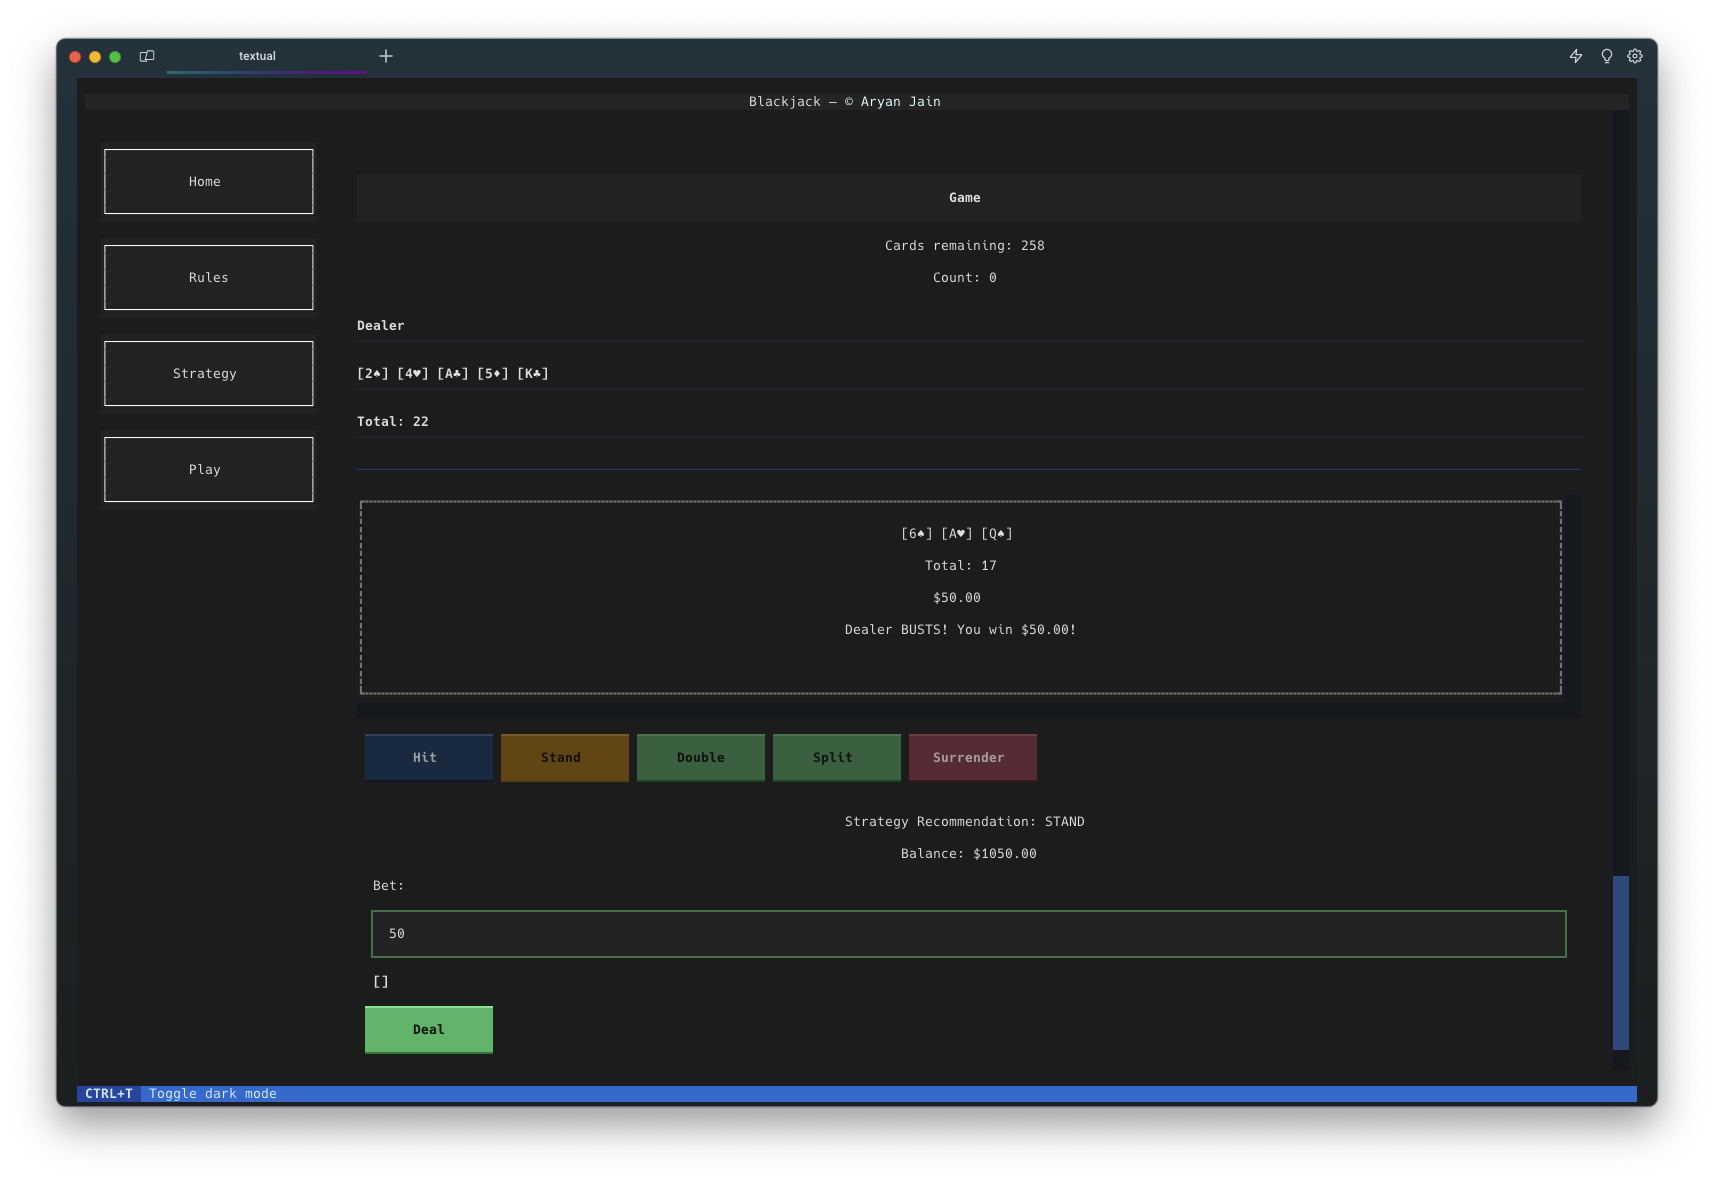 textual
Blackjack — © Aryan Jain
Home
Rules
Strategy
Play
Game
Cards remaining: 258
Count: 0
Dealer
[2♠] [4♥] [A♣] [5♦] [K♣]
Total: 22
[6♠] [A♥] [Q♠]
Total: 17
$50.00
Dealer BUSTS! You win $50.00!
Hit Stand Double Split Surrender
Strategy Recommendation: STAND
Balance: $1050.00
Bet:
50
[]
Deal
CTRL+T Toggle dark mode